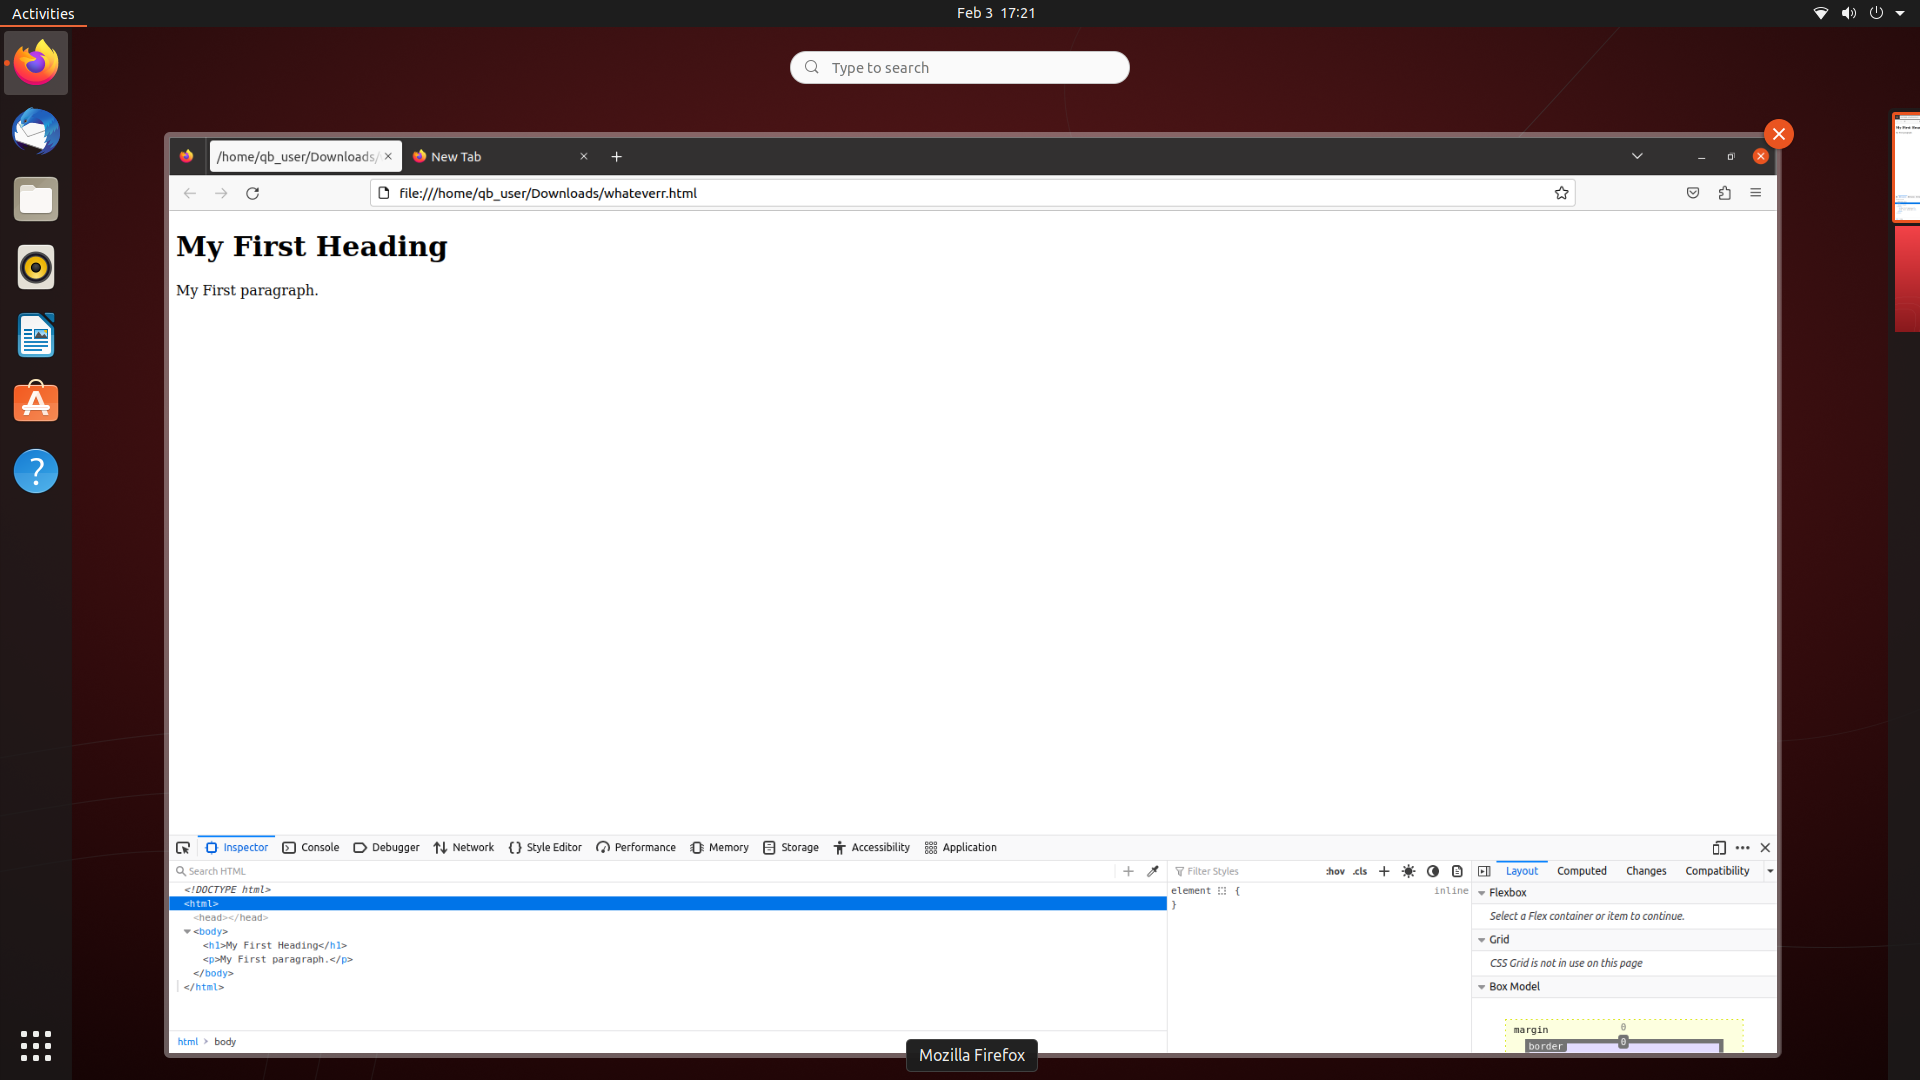 Activities
Feb 3 17:21
Type to search
/home/qb_user/Downloads/
New Tab
file:///home/qb_user/Downloads/whateverr.html
My First Heading
My First paragraph.
Inspector
Console
Debugger
Network
Style Editor
Performance
Memory
Storage
Accessibility
Application
Search HTML
Filter Styles
:hov
.cls
Layout
Computed
Changes
Compatibility
<!DOCTYPE html>
<html>
<head></head>
<body>
<h1>My First Heading</h1>
<p>My First paragraph.</p>
</body>
</html>
element {
inline
}
Flexbox
Select a Flex container or item to continue.
Grid
CSS Grid is not in use on this page
Box Model
margin
0
border
0
html > body
Mozilla Firefox